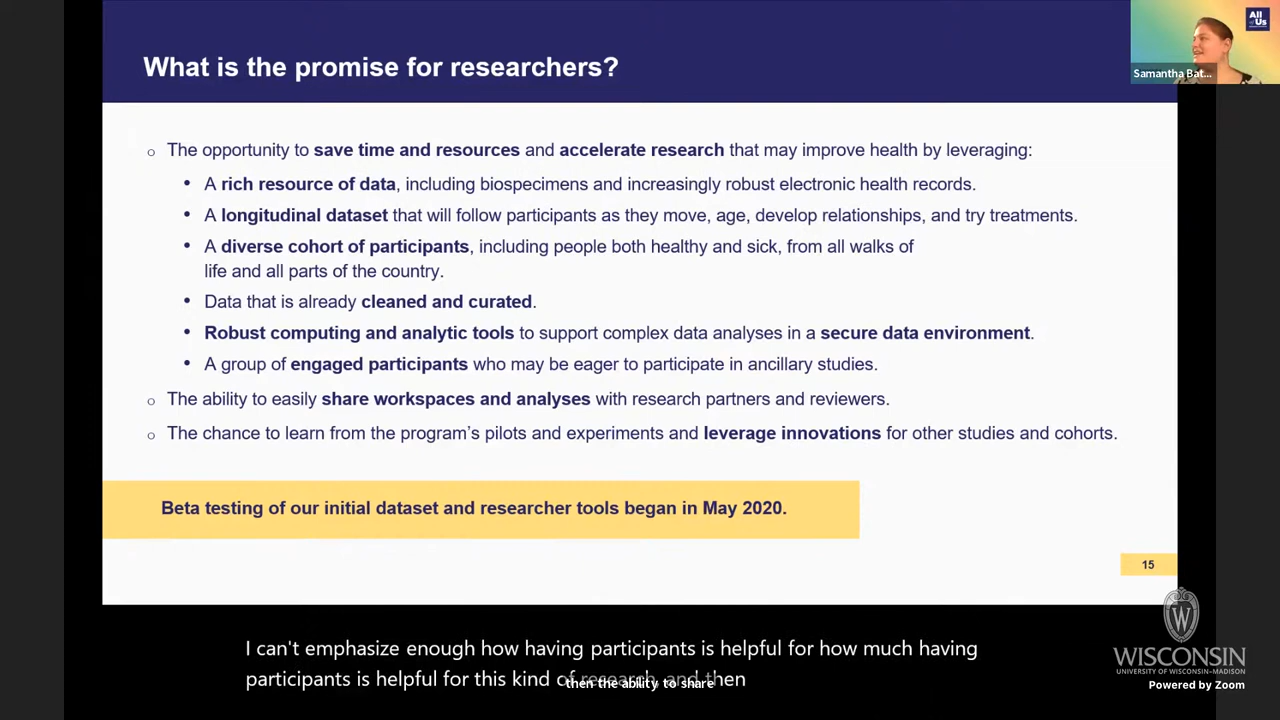 What is the promise for researchers?
All
of Us
Samantha Bat...
The opportunity to save time and resources and accelerate research that may improve health by leveraging:
A rich resource of data, including biospecimens and increasingly robust electronic health records.
A longitudinal dataset that will follow participants as they move, age, develop relationships, and try treatments.
A diverse cohort of participants, including people both healthy and sick, from all walks of
life and all parts of the country.
Data that is already cleaned and curated.
Robust computing and analytic tools to support complex data analyses in a secure data environment.
A group of engaged participants who may be eager to participate in ancillary studies.
The ability to easily share workspaces and analyses with research partners and reviewers.
The chance to learn from the program's pilots and experiments and leverage innovations for other studies and cohorts.
Beta testing of our initial dataset and researcher tools began in May 2020.
15
I can't emphasize enough how having participants is helpful for how much having
participants is helpful for this kind of research, and then
then the ability to share
W
WISCONSIN
UNIVERSITY OF WISCONSIN–MADISON
Powered by Zoom